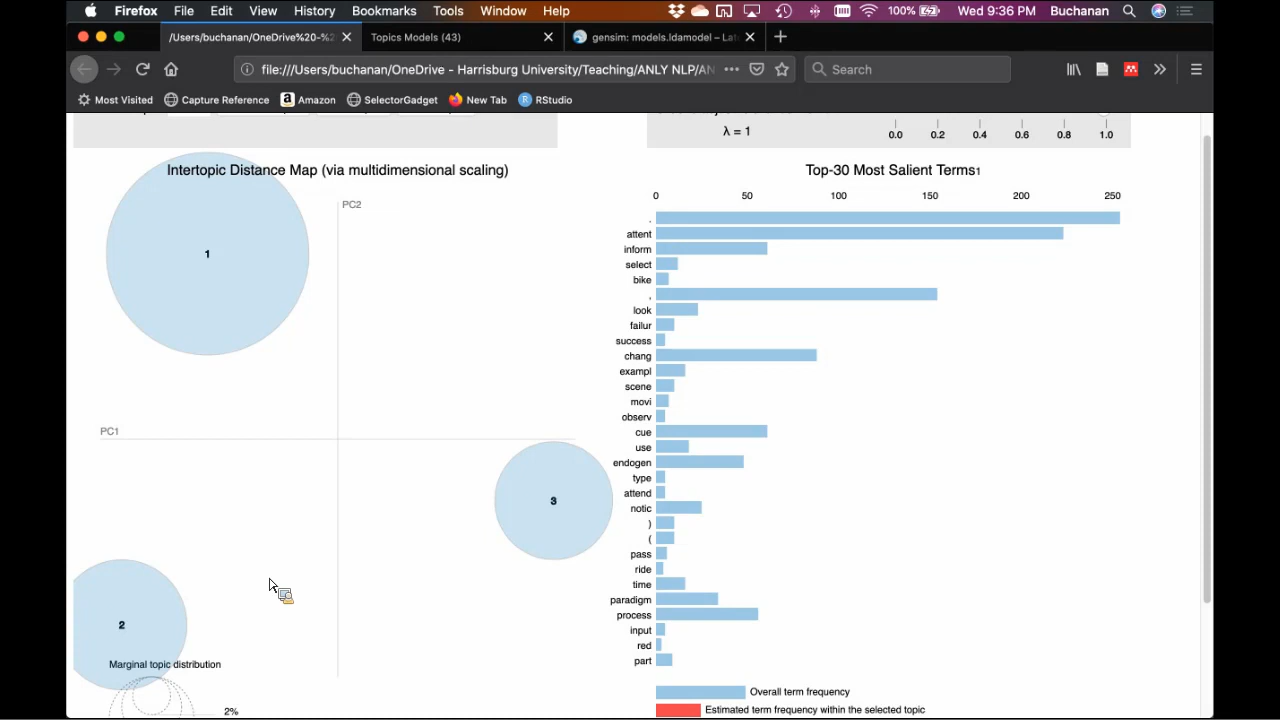 Firefox File Edit View History Bookmarks Tools Window Help 100% Wed 9:36 PM Buchanan
/Users/buchanan/OneDrive%20-%2 Topics Models (43) gensim: models.ldamodel – Late
file:///Users/buchanan/OneDrive - Harrisburg University/Teaching/ANLY NLP/AN Search
Most Visited Capture Reference Amazon SelectorGadget New Tab RStudio
λ = 1 0.0 0.2 0.4 0.6 0.8 1.0
Intertopic Distance Map (via multidimensional scaling)
PC2
1
PC1
3
2
Marginal topic distribution
2%
Top-30 Most Salient Terms1
0 50 100 150 200 250
.
attent
inform
select
bike
,
look
failur
success
chang
exampl
scene
movi
observ
cue
use
endogen
type
attend
notic
)
(
pass
ride
time
paradigm
process
input
red
part
Overall term frequency
Estimated term frequency within the selected topic